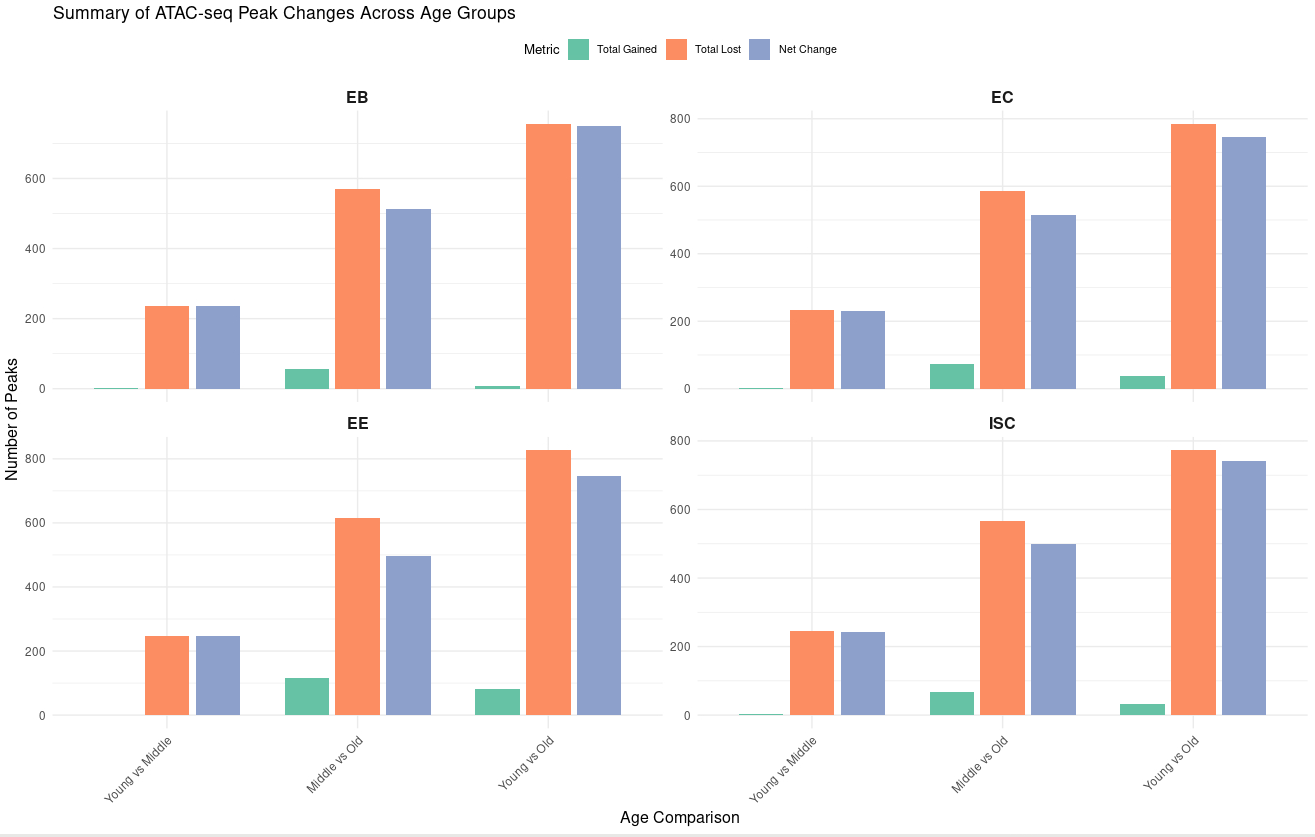 Summary of ATAC-seq Peak Changes Across Age Groups
Metric Total Gained Total Lost Net Change
EB
EC
600
400
200
0
800
600
400
200
0
EE
ISC
800
600
400
200
0
800
600
400
200
0
Number of Peaks
Young vs Middle
Middle vs Old
Young vs Old
Young vs Middle
Middle vs Old
Young vs Old
Age Comparison